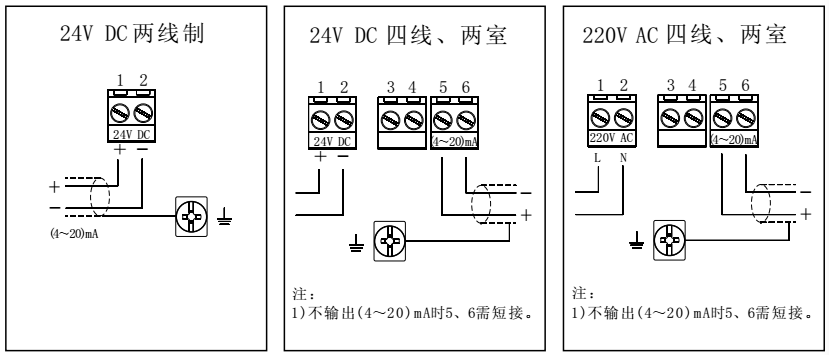 24V DC两线制
1 2
24V DC
+ −
+
−
(4～20)mA
24V DC 四线、两室
1 2 3 4 5 6
24V DC (4～20)mA
+ −
−
+
注：
1)不输出(4～20)mA时5、6需短接。
220V AC 四线、两室
1 2 3 4 5 6
220V AC (4～20)mA
L N
−
+
注：
1)不输出(4～20)mA时5、6需短接。